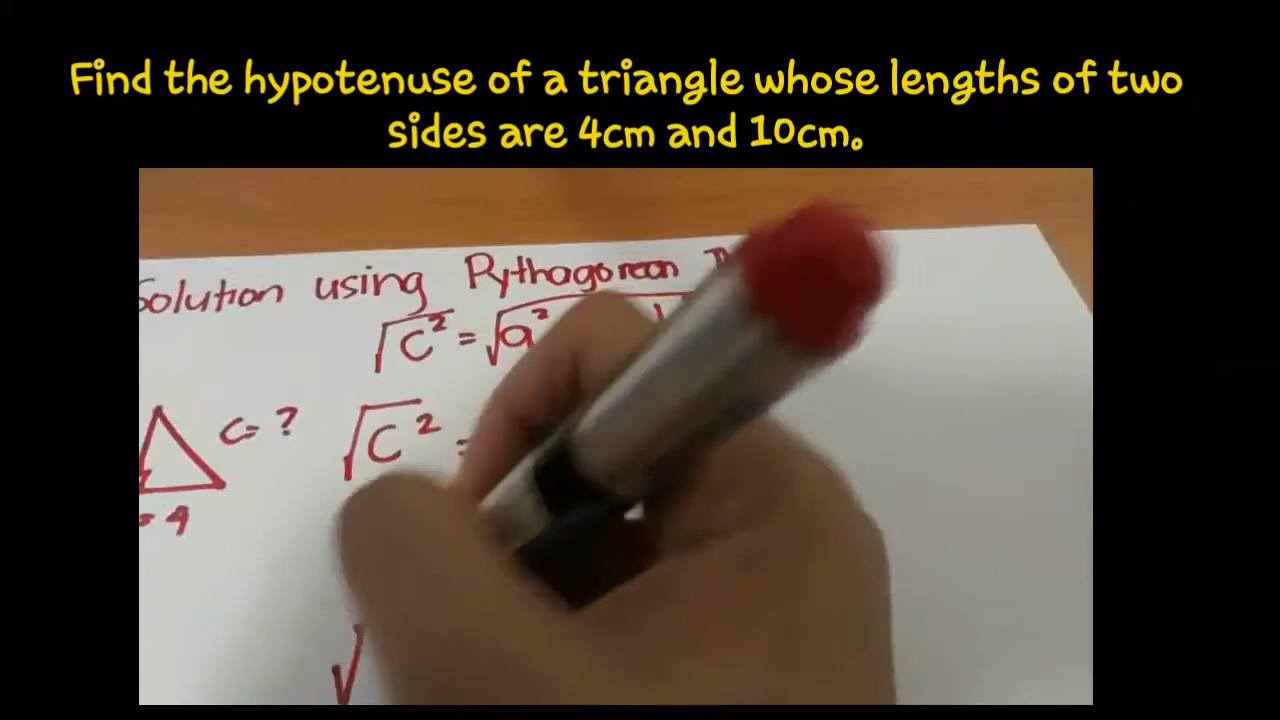 Find the hypotenuse of a triangle whose lengths of two
sides are 4cm and 10cm.
Solution using Pythagorean
√C² = √a²
C= ? √C² =
= 4
√